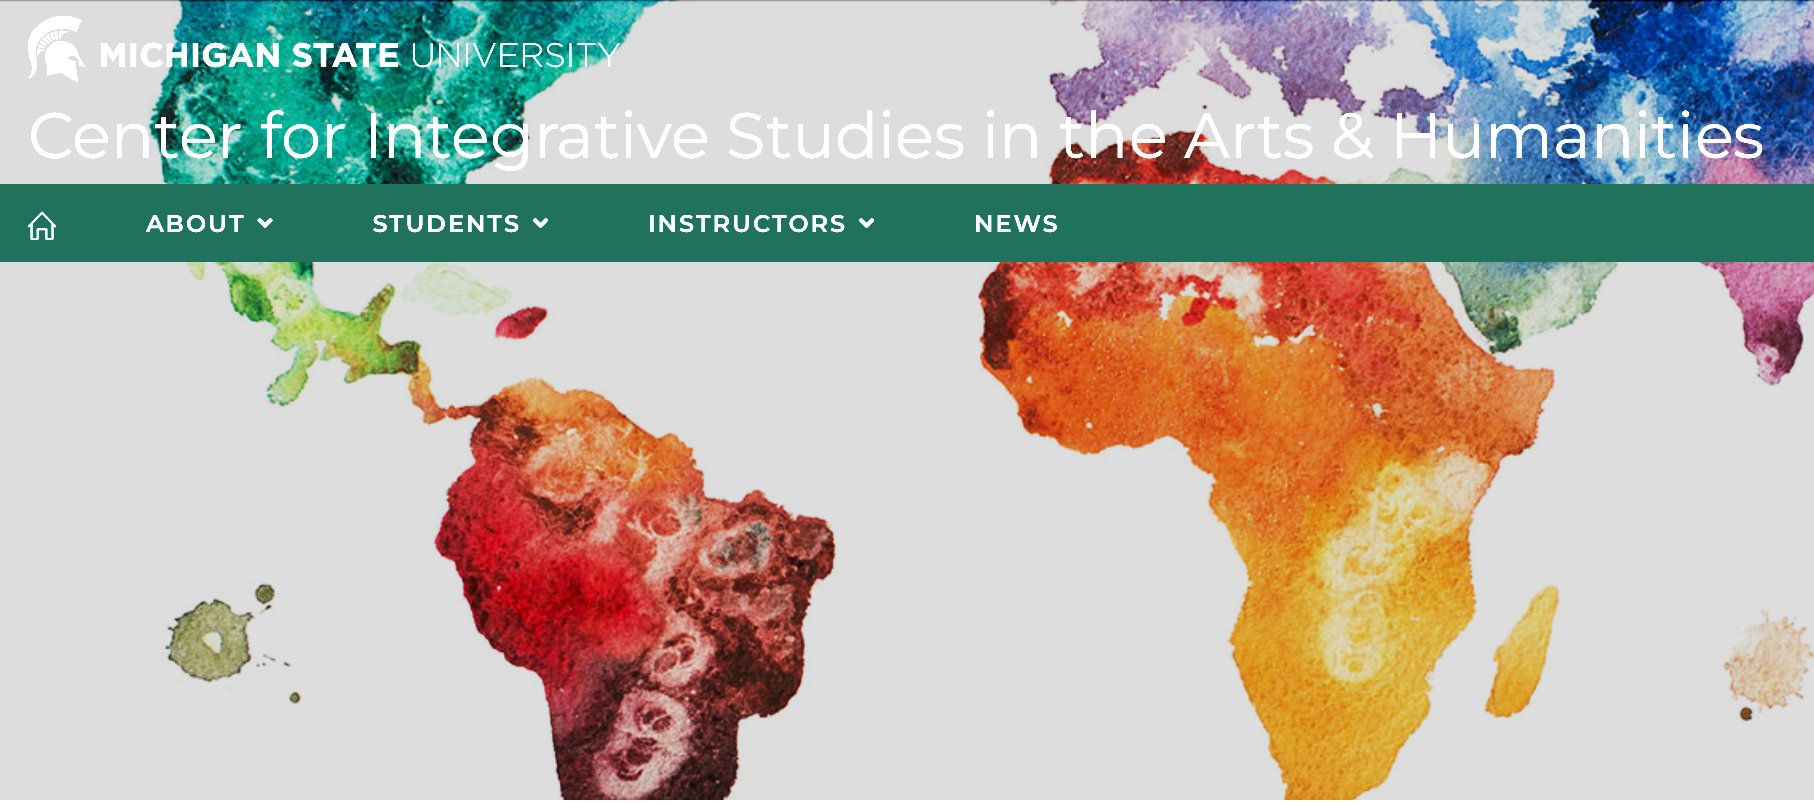 MICHIGAN STATE UNIVERSITY
Center for Integrative Studies in the Arts & Humanities
ABOUT STUDENTS INSTRUCTORS NEWS